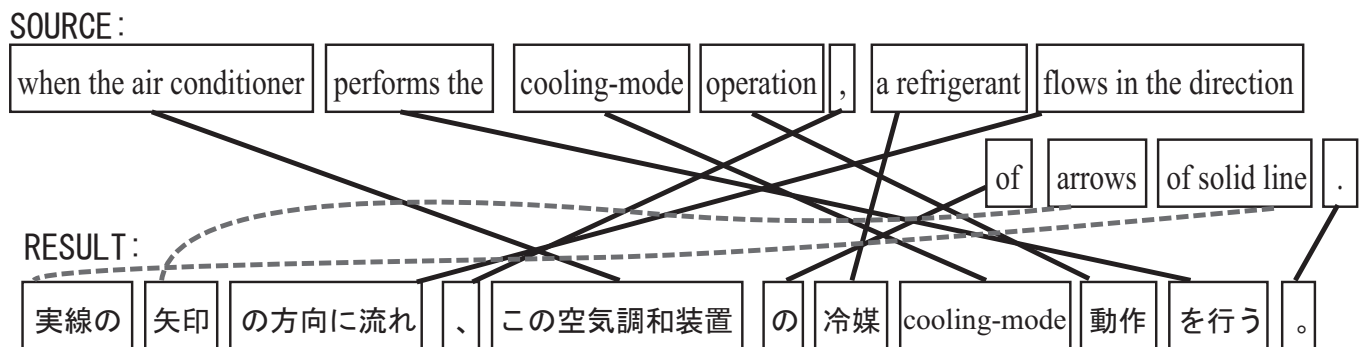 SOURCE:
when the air conditioner performs the cooling-mode operation , a refrigerant flows in the direction
of arrows of solid line .
RESULT:
実線の 矢印 の方向に流れ 、 この空気調和装置 の 冷媒 cooling-mode 動作 を行う 。